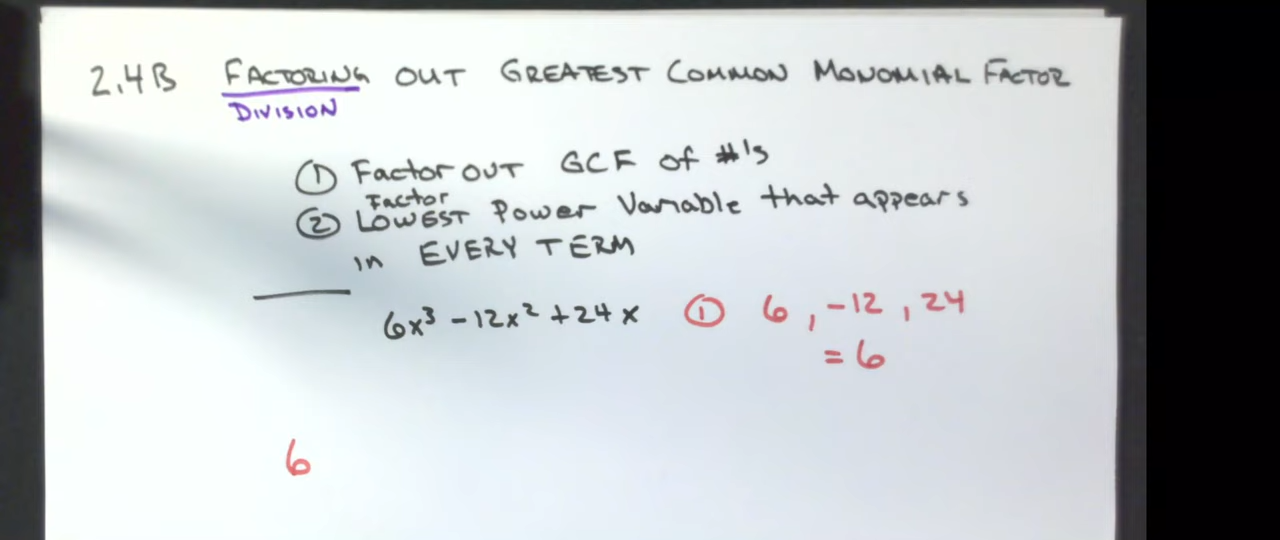 2.4B FACTORING OUT GREATEST COMMON MONOMIAL FACTOR
DIVISION
① Factor OUT GCF of #'s
Factor
② LOWEST Power Variable that appears
in EVERY TERM
6x³ - 12x² + 24x ① 6, -12, 24
= 6
6